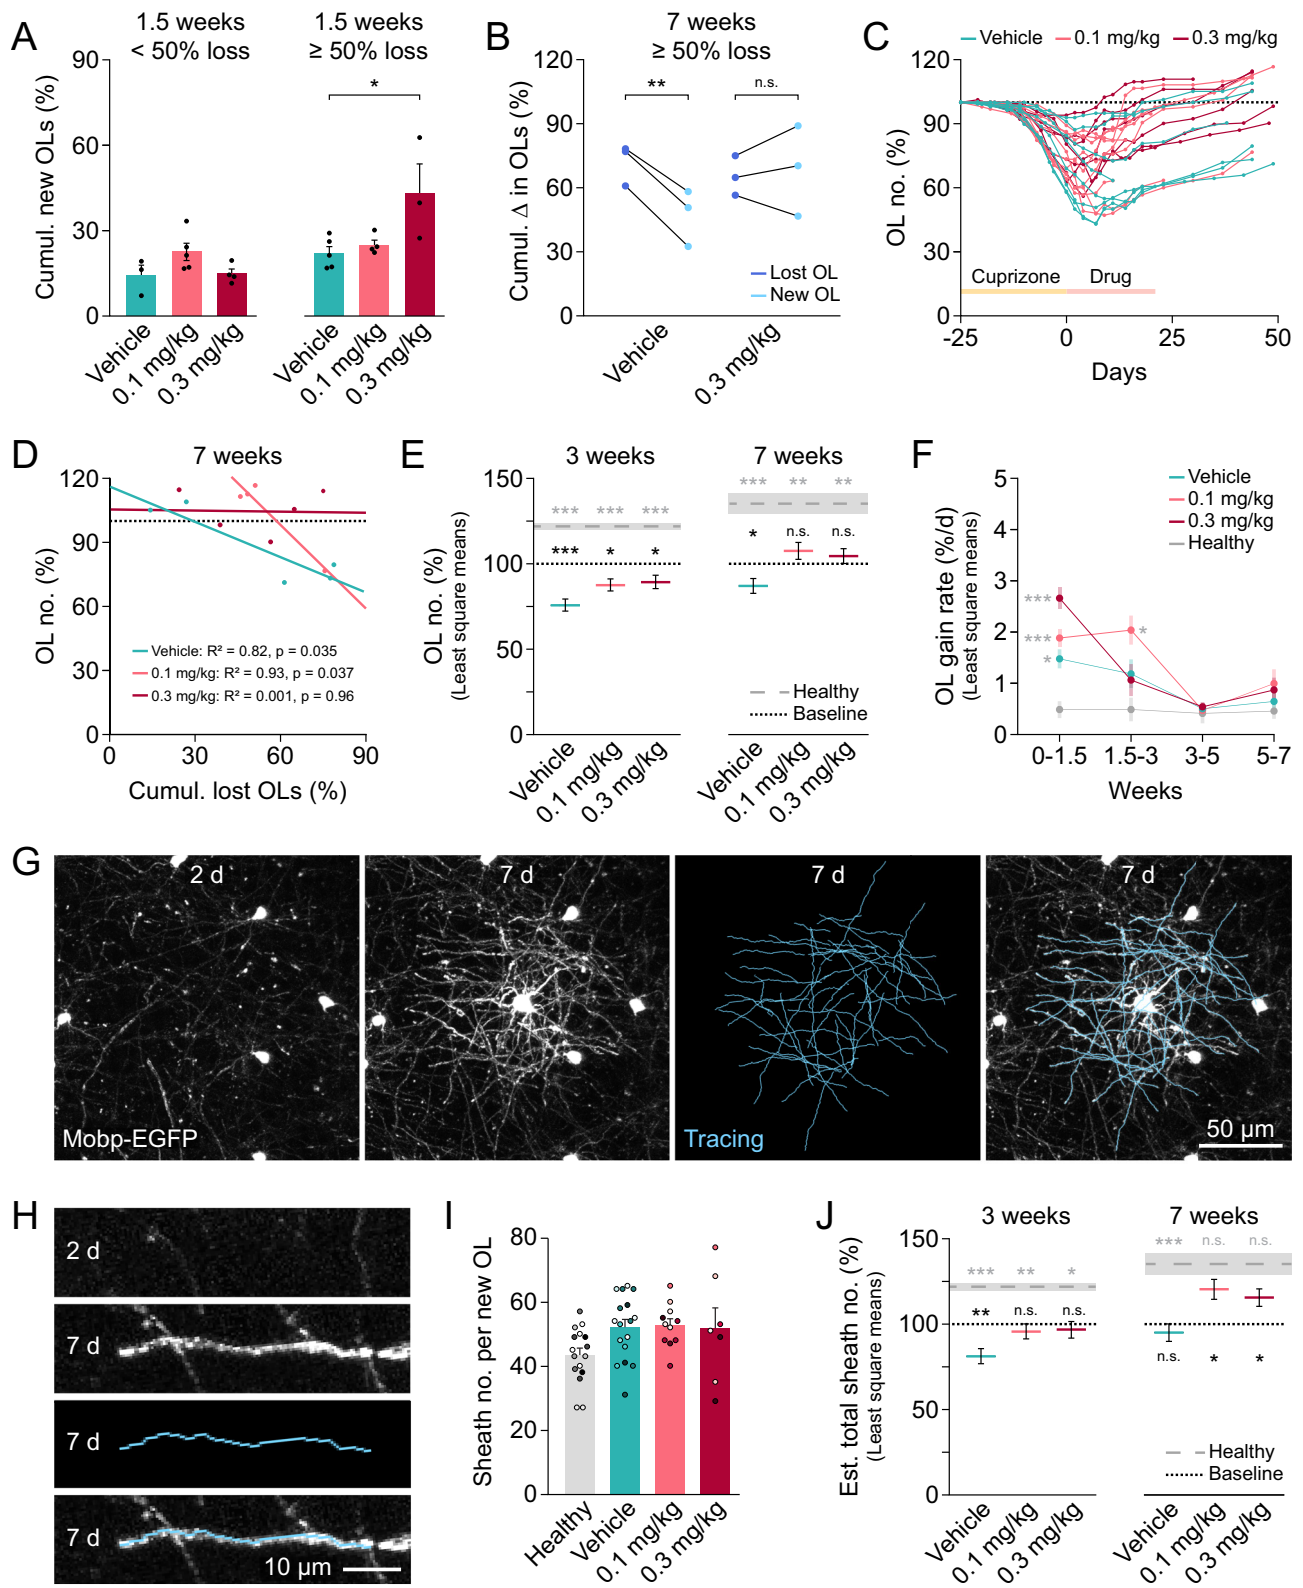 A
1.5 weeks
< 50% loss
1.5 weeks
≥ 50% loss
*
Cumul. new OLs (%)
90
60
30
0
Vehicle
0.1 mg/kg
0.3 mg/kg
Vehicle
0.1 mg/kg
0.3 mg/kg
B
7 weeks
≥ 50% loss
**
n.s.
Cumul. Δ in OLs (%)
120
90
60
30
0
Lost OL
New OL
Vehicle
0.3 mg/kg
C
Vehicle
0.1 mg/kg
0.3 mg/kg
OL no. (%)
120
90
60
30
0
Cuprizone
Drug
-25
0
25
50
Days
D
7 weeks
OL no. (%)
120
90
60
30
0
Vehicle: R² = 0.82, p = 0.035
0.1 mg/kg: R² = 0.93, p = 0.037
0.3 mg/kg: R² = 0.001, p = 0.96
0
30
60
90
Cumul. lost OLs (%)
E
3 weeks
7 weeks
OL no. (%)
(Least square means)
150
100
50
0
*** *** ***
*** * *
*** ** **
* n.s. n.s.
Healthy
Baseline
Vehicle
0.1 mg/kg
0.3 mg/kg
Vehicle
0.1 mg/kg
0.3 mg/kg
F
Vehicle
0.1 mg/kg
0.3 mg/kg
Healthy
OL gain rate (%/d)
(Least square means)
5
4
3
2
1
0
***
***
*
*
0-1.5
1.5-3
3-5
5-7
Weeks
G
2 d
7 d
7 d
7 d
Mobp-EGFP
Tracing
50 µm
H
2 d
7 d
7 d
7 d
10 µm
I
Sheath no. per new OL
80
60
40
20
0
Healthy
Vehicle
0.1 mg/kg
0.3 mg/kg
J
3 weeks
7 weeks
Est. total sheath no. (%)
(Least square means)
150
100
50
0
*** ** *
** n.s. n.s.
*** n.s. n.s.
n.s. * *
Healthy
Baseline
Vehicle
0.1 mg/kg
0.3 mg/kg
Vehicle
0.1 mg/kg
0.3 mg/kg